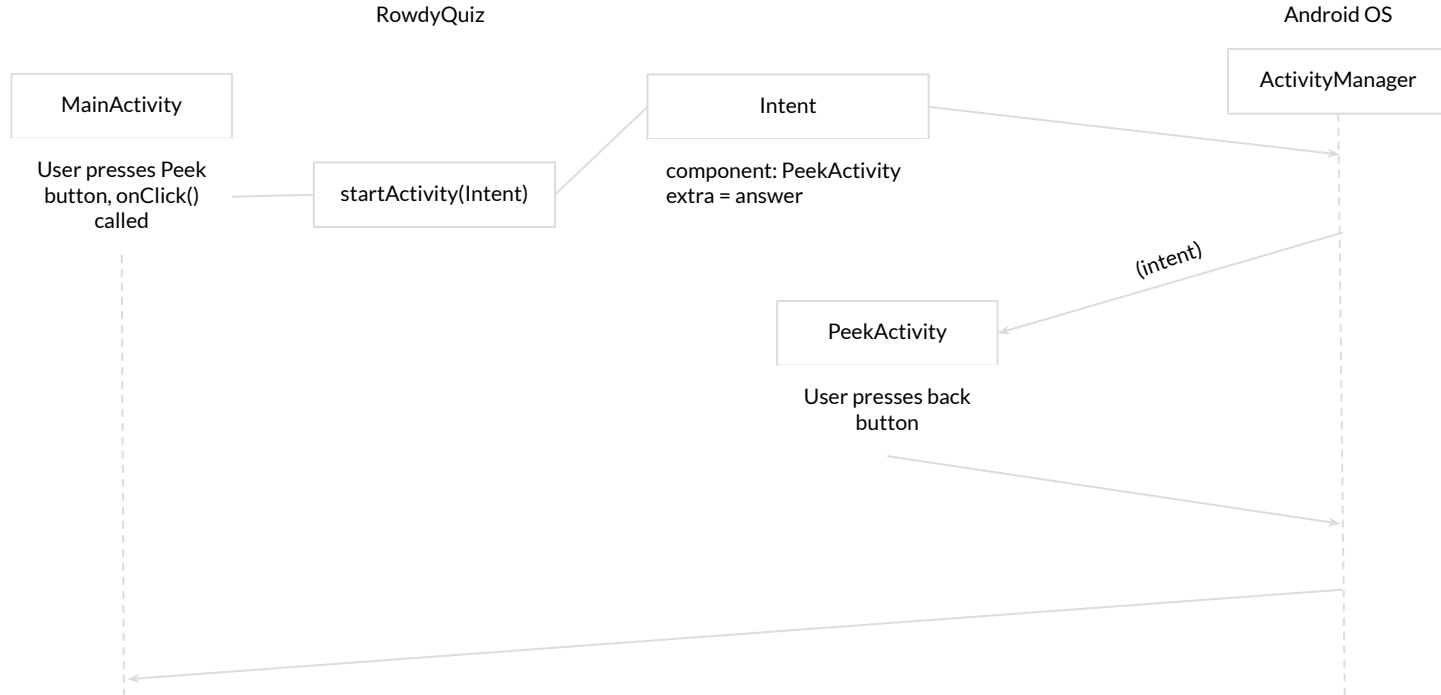 RowdyQuiz
Android OS
MainActivity
Intent
ActivityManager
User presses Peek
button, onClick()
called
startActivity(Intent)
component: PeekActivity
extra = answer
(intent)
PeekActivity
User presses back
button